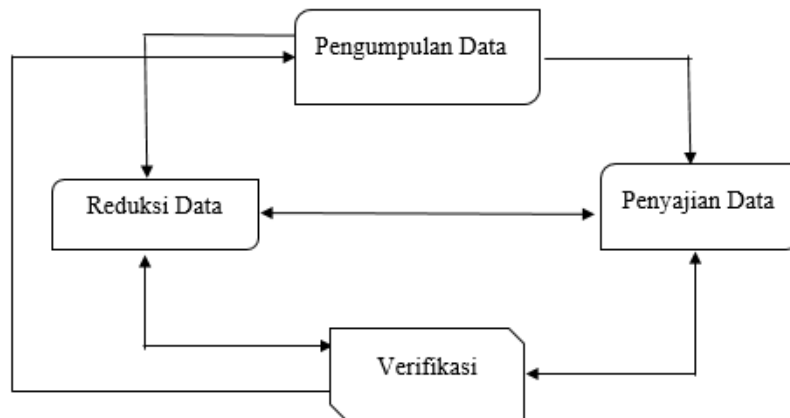 Pengumpulan Data
Reduksi Data
Penyajian Data
Verifikasi